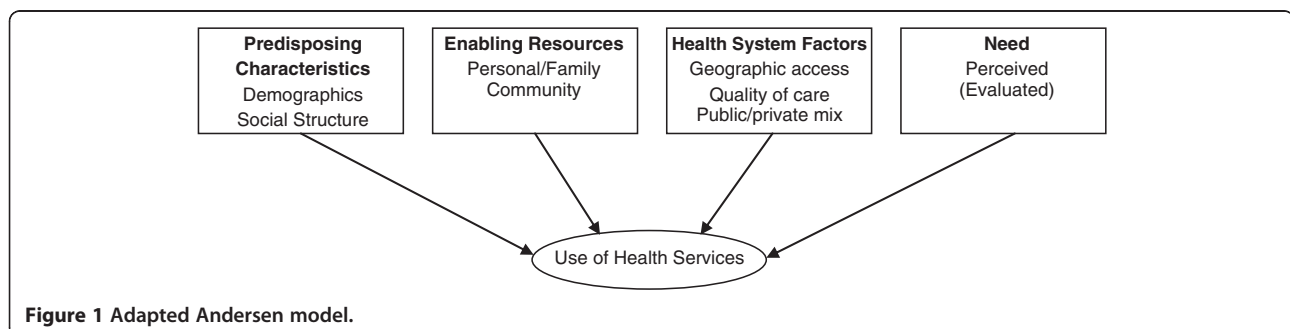 Predisposing
Characteristics
Demographics
Social Structure
Enabling Resources
Personal/Family
Community
Health System Factors
Geographic access
Quality of care
Public/private mix
Need
Perceived
(Evaluated)
Use of Health Services
Figure 1 Adapted Andersen model.